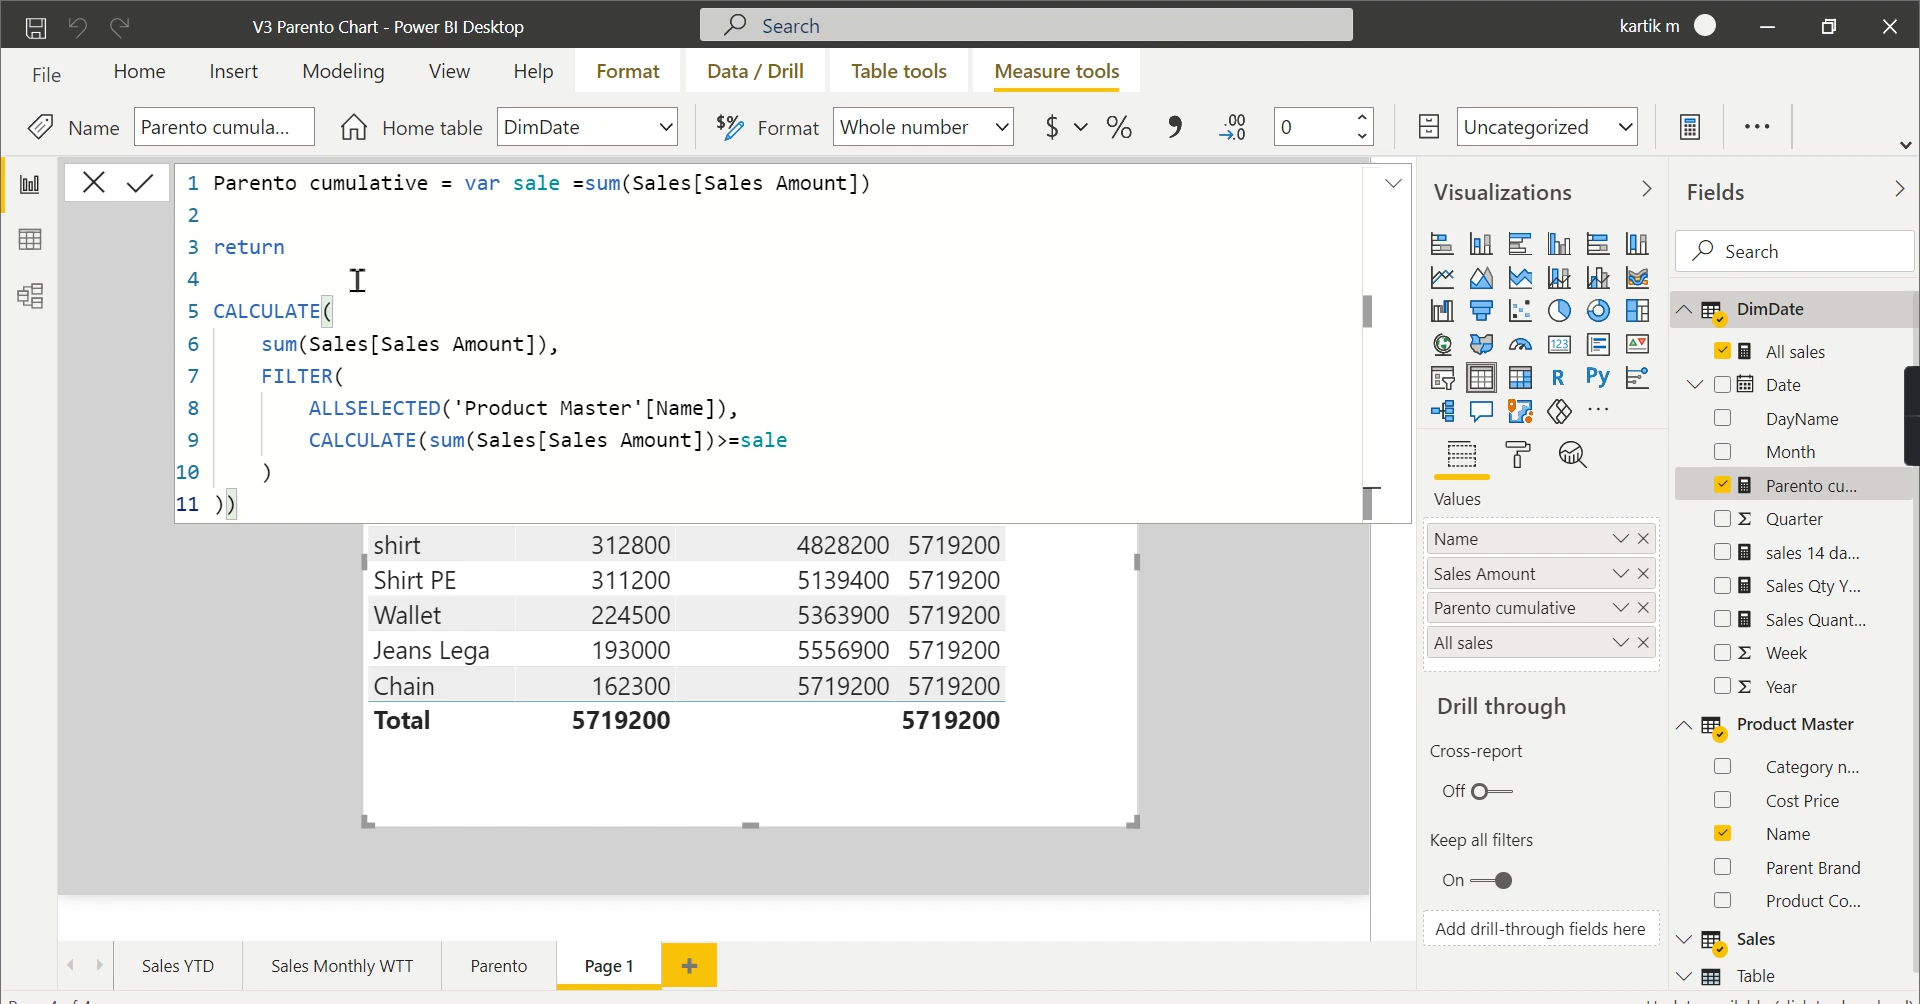 V3 Parento Chart - Power BI Desktop
Search
kartik m
File Home Insert Modeling View Help Format Data / Drill Table tools Measure tools
Name Parento cumula... Home table DimDate $% Format Whole number $ % , .00 →.0 0 Uncategorized ...
1 Parento cumulative = var sale =sum(Sales[Sales Amount])
2
3 return
4
5 CALCULATE(
6 sum(Sales[Sales Amount]),
7 FILTER(
8 ALLSELECTED('Product Master'[Name]),
9 CALCULATE(sum(Sales[Sales Amount])>=sale
10 )
11 ))
shirt 312800 4828200 5719200
Shirt PE 311200 5139400 5719200
Wallet 224500 5363900 5719200
Jeans Lega 193000 5556900 5719200
Chain 162300 5719200 5719200
Total 5719200 5719200
Visualizations
123
R Py
...
Values
Name
Sales Amount
Parento cumulative
All sales
Drill through
Cross-report
Off
Keep all filters
On
Add drill-through fields here
Fields
Search
DimDate
All sales
Date
DayName
Month
Parento cu...
Σ Quarter
sales 14 da...
Sales Qty Y...
Sales Quant...
Σ Week
Σ Year
Product Master
Category n...
Cost Price
Name
Parent Brand
Product Co...
Sales
Table
Sales YTD Sales Monthly WTT Parento Page 1 +